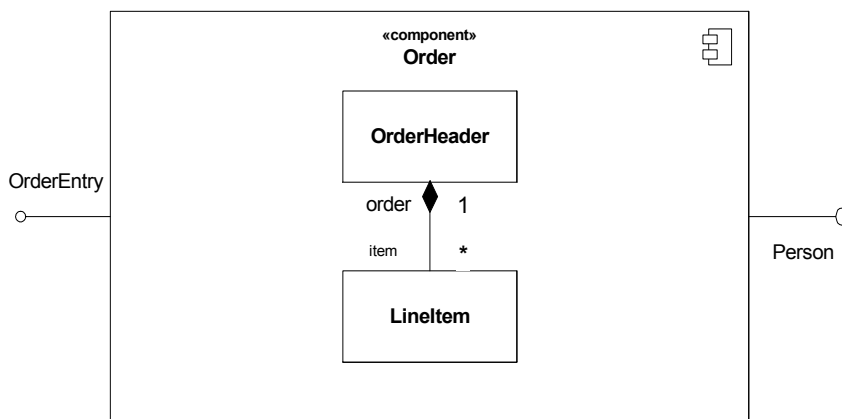 «component»
Order
OrderHeader
OrderEntry
order 1
item *
Person
LineItem